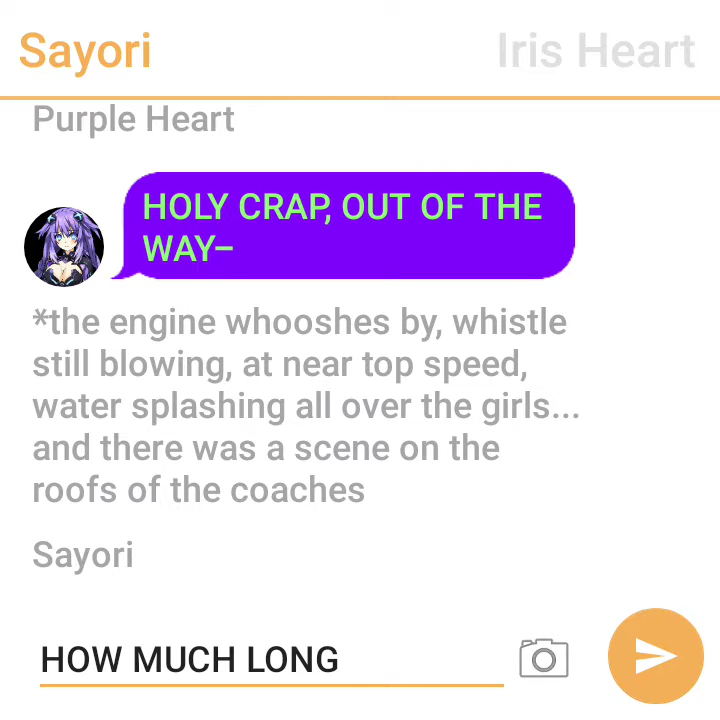 Sayori
Iris Heart
Purple Heart
HOLY CRAP, OUT OF THE
WAY–
*the engine whooshes by, whistle
still blowing, at near top speed,
water splashing all over the girls...
and there was a scene on the
roofs of the coaches
Sayori
HOW MUCH LONG